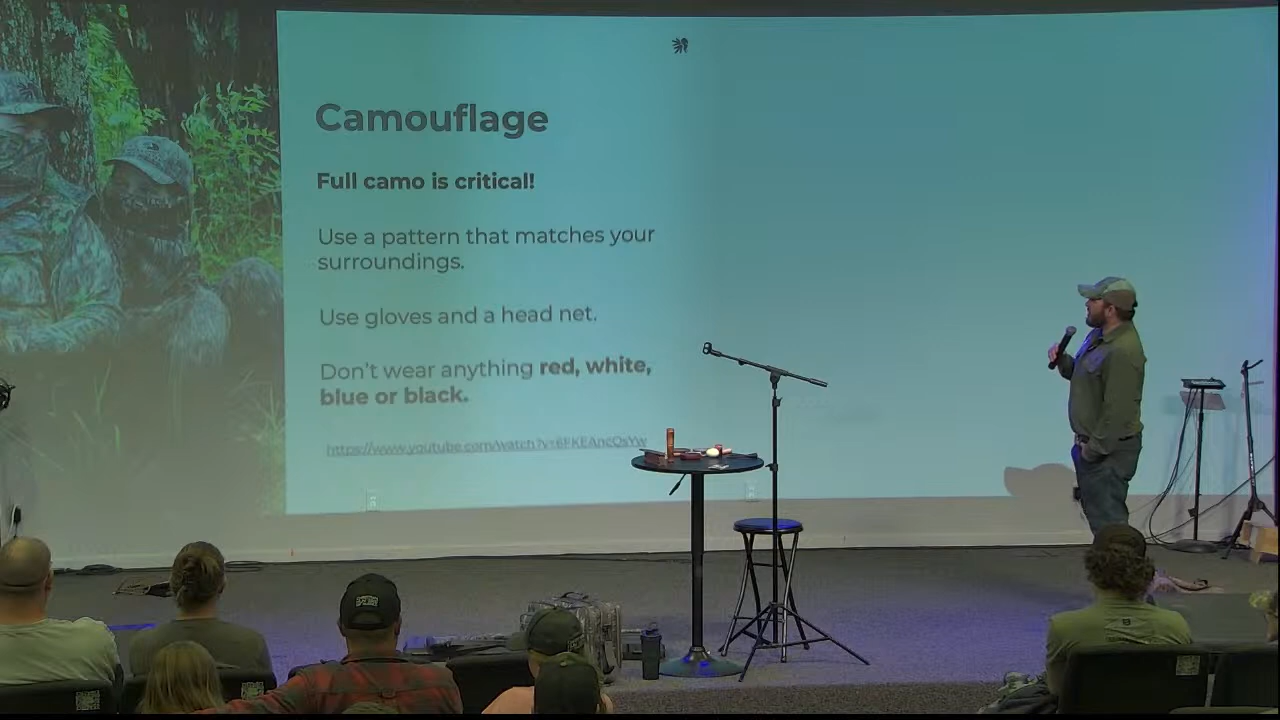 Camouflage
Full camo is critical!
Use a pattern that matches your
surroundings.
Use gloves and a head net.
Don't wear anything red, white,
blue or black.